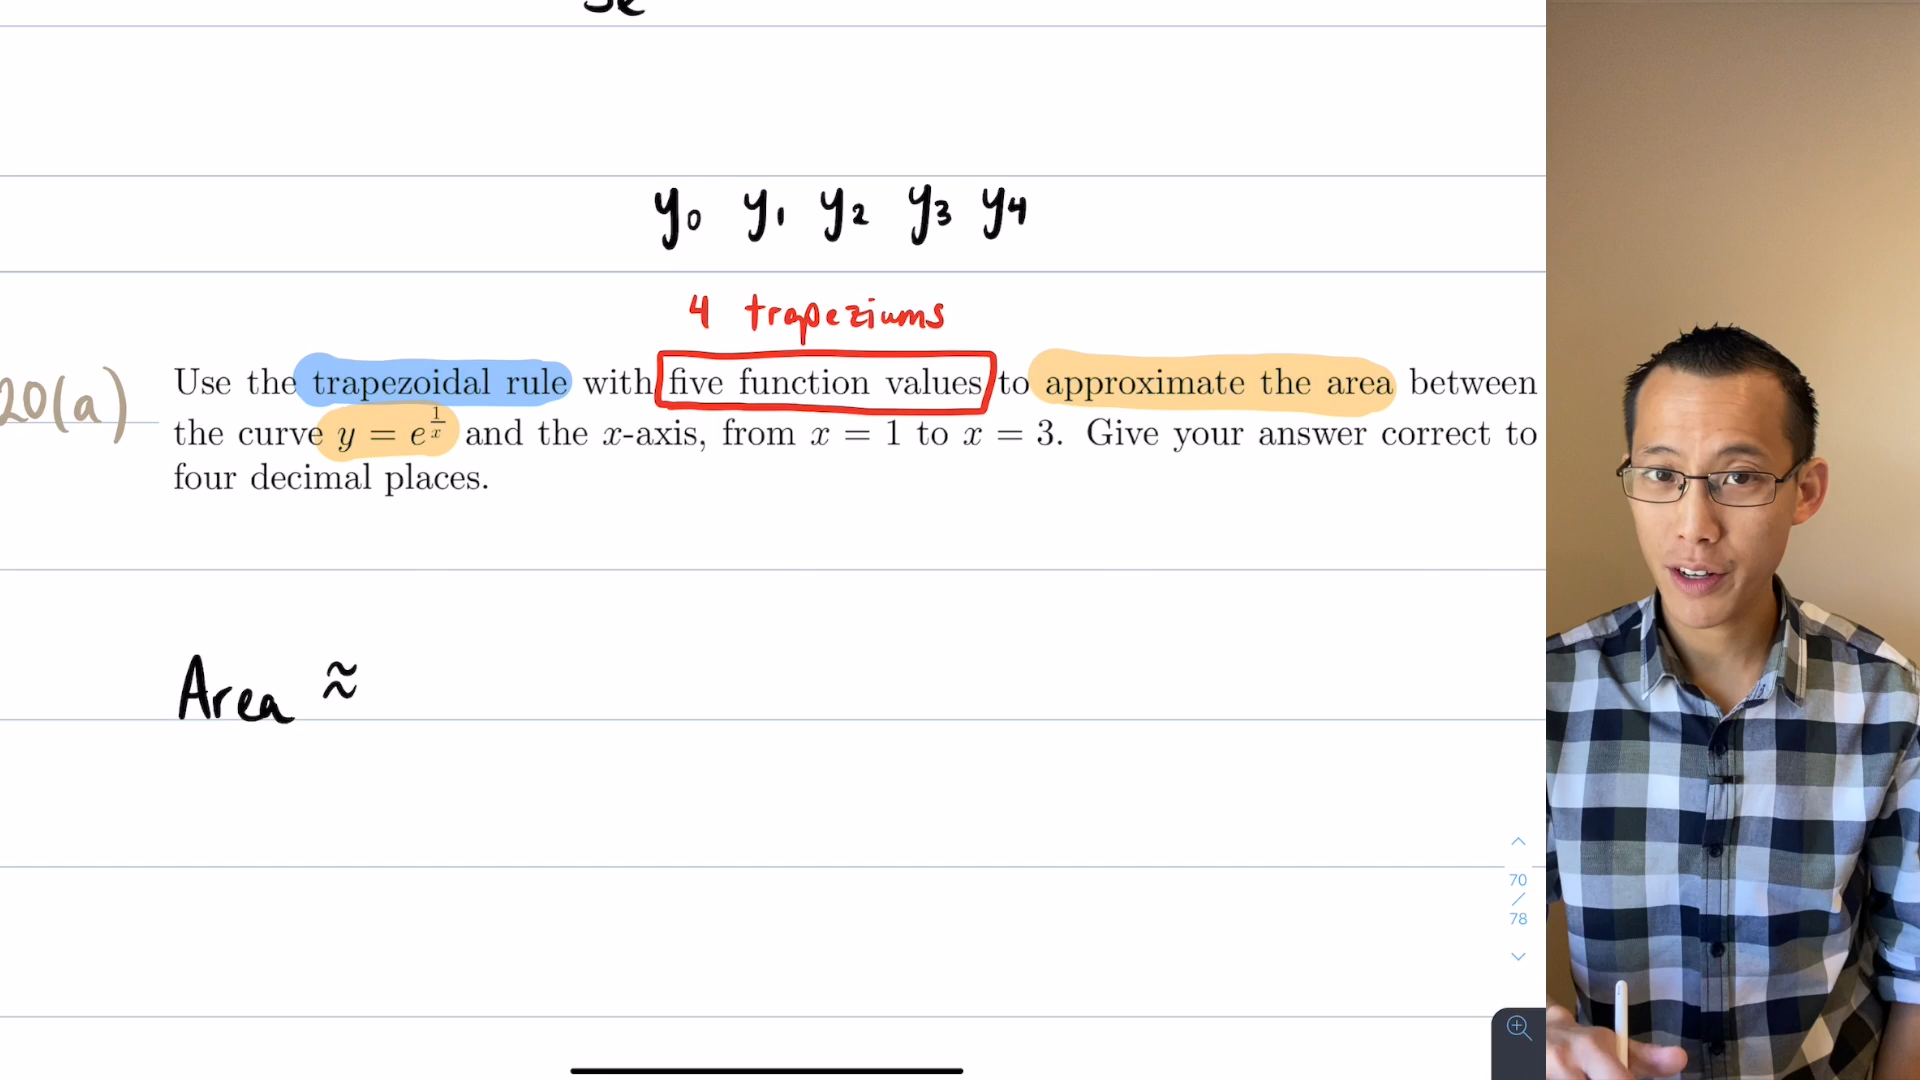 y₀ y₁ y₂ y₃ y₄
4 trapeziums
20(a)
Use the trapezoidal rule with five function values to approximate the area between
the curve y = e^{\frac{1}{x}} and the x-axis, from x = 1 to x = 3. Give your answer correct to
four decimal places.
Area ≈
70
/
78